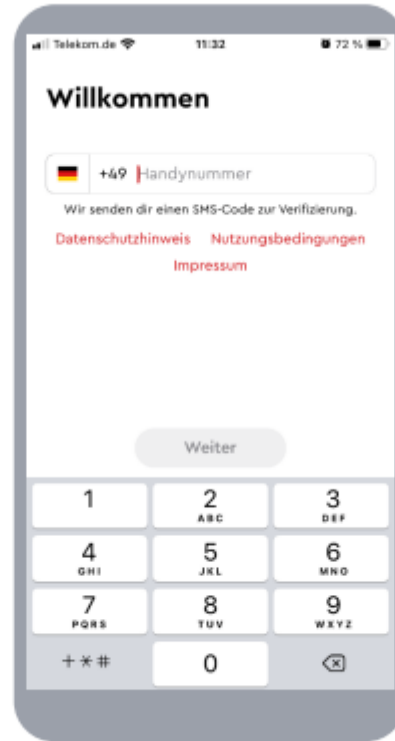 Telekom.de 11:32 72 %
Willkommen
+49 Handynummer
Wir senden dir einen SMS-Code zur Verifizierung.
Datenschutzhinweis Nutzungsbedingungen
Impressum
Weiter
1 2 3
ABC DEF
4 5 6
GHI JKL MNO
7 8 9
PQRS TUV WXYZ
+*# 0